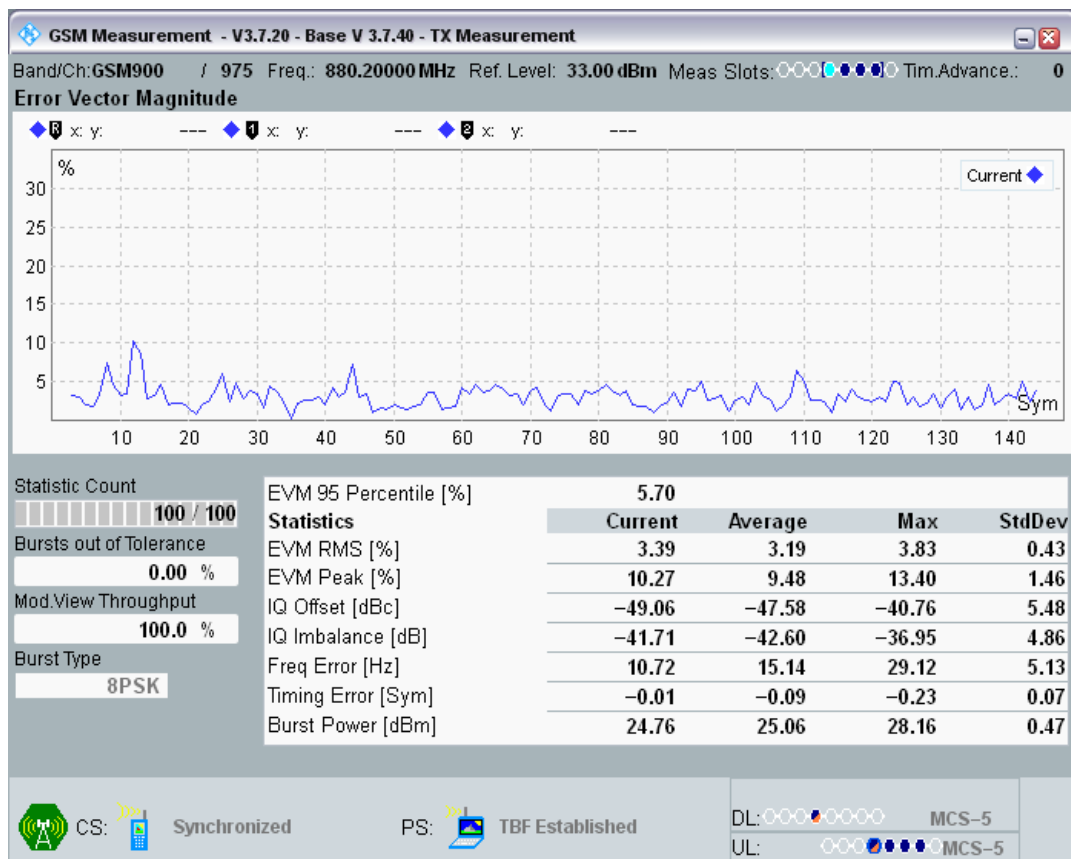 GSM Measurement - V3.7.20 - Base V 3.7.40 - TX Measurement
Band/Ch:GSM900 / 975 Freq.: 880.20000 MHz Ref. Level: 33.00 dBm Meas Slots: Tim.Advance.: 0
Error Vector Magnitude
R x: y: --- 1 x: y: --- 2 x: y: ---
%
Current
30
25
20
15
10
5
Sym
10 20 30 40 50 60 70 80 90 100 110 120 130 140
Statistic Count
100 / 100
Bursts out of Tolerance
0.00 %
Mod.View Throughput
100.0 %
Burst Type
8PSK
EVM 95 Percentile [%] 5.70
Statistics Current Average Max StdDev
EVM RMS [%] 3.39 3.19 3.83 0.43
EVM Peak [%] 10.27 9.48 13.40 1.46
IQ Offset [dBc] −49.06 −47.58 −40.76 5.48
IQ Imbalance [dB] −41.71 −42.60 −36.95 4.86
Freq Error [Hz] 10.72 15.14 29.12 5.13
Timing Error [Sym] −0.01 −0.09 −0.23 0.07
Burst Power [dBm] 24.76 25.06 28.16 0.47
CS: Synchronized PS: TBF Established
DL: MCS−5
UL: MCS−5